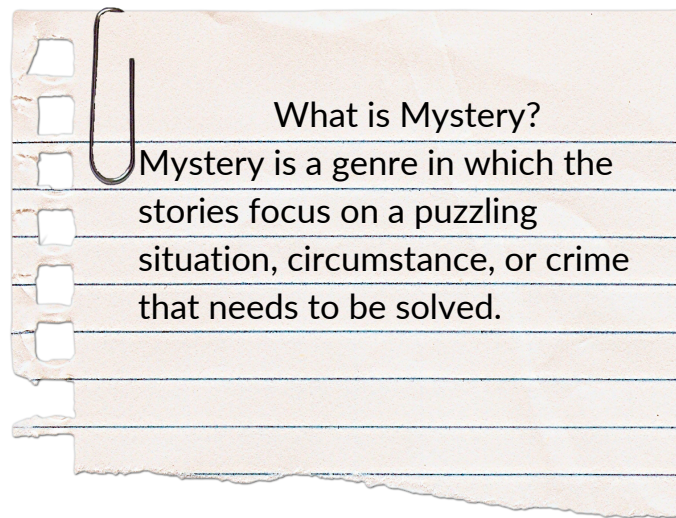 What is Mystery?
Mystery is a genre in which the
stories focus on a puzzling
situation, circumstance, or crime
that needs to be solved.